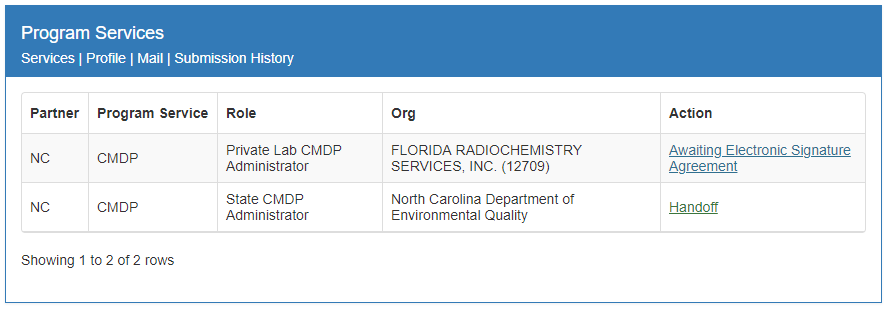 Program Services
Services | Profile | Mail | Submission History
Partner Program Service Role Org Action
NC CMDP Private Lab CMDP Administrator FLORIDA RADIOCHEMISTRY SERVICES, INC. (12709) Awaiting Electronic Signature Agreement
NC CMDP State CMDP Administrator North Carolina Department of Environmental Quality Handoff
Showing 1 to 2 of 2 rows